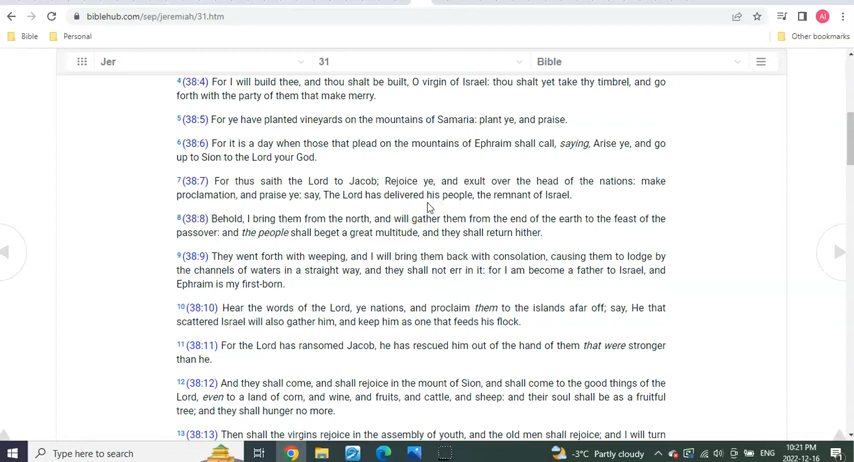 biblehub.com/sep/jeremiah/31.htm
AI
Bible
Personal
Other bookmarks
Jer
31
Bible
4(38:4) For I will build thee, and thou shalt be built, O virgin of Israel: thou shalt yet take thy timbrel, and go
forth with the party of them that make merry.
5(38:5) For ye have planted vineyards on the mountains of Samaria: plant ye, and praise.
6(38:6) For it is a day when those that plead on the mountains of Ephraim shall call, saying, Arise ye, and go
up to Sion to the Lord your God.
7(38:7) For thus saith the Lord to Jacob; Rejoice ye, and exult over the head of the nations: make
proclamation, and praise ye: say, The Lord has delivered his people, the remnant of Israel.
8(38:8) Behold, I bring them from the north, and will gather them from the end of the earth to the feast of the
passover: and the people shall beget a great multitude, and they shall return hither.
9(38:9) They went forth with weeping, and I will bring them back with consolation, causing them to lodge by
the channels of waters in a straight way, and they shall not err in it: for I am become a father to Israel, and
Ephraim is my first-born.
10(38:10) Hear the words of the Lord, ye nations, and proclaim them to the islands afar off; say, He that
scattered Israel will also gather him, and keep him as one that feeds his flock.
11(38:11) For the Lord has ransomed Jacob, he has rescued him out of the hand of them that were stronger
than he.
12(38:12) And they shall come, and shall rejoice in the mount of Sion, and shall come to the good things of the
Lord, even to a land of corn, and wine, and fruits, and cattle, and sheep: and their soul shall be as a fruitful
tree; and they shall hunger no more.
13(38:13) Then shall the virgins rejoice in the assembly of youth, and the old men shall rejoice; and I will turn
Type here to search
-3°C Partly cloudy
ENG
10:21 PM
2022-12-16